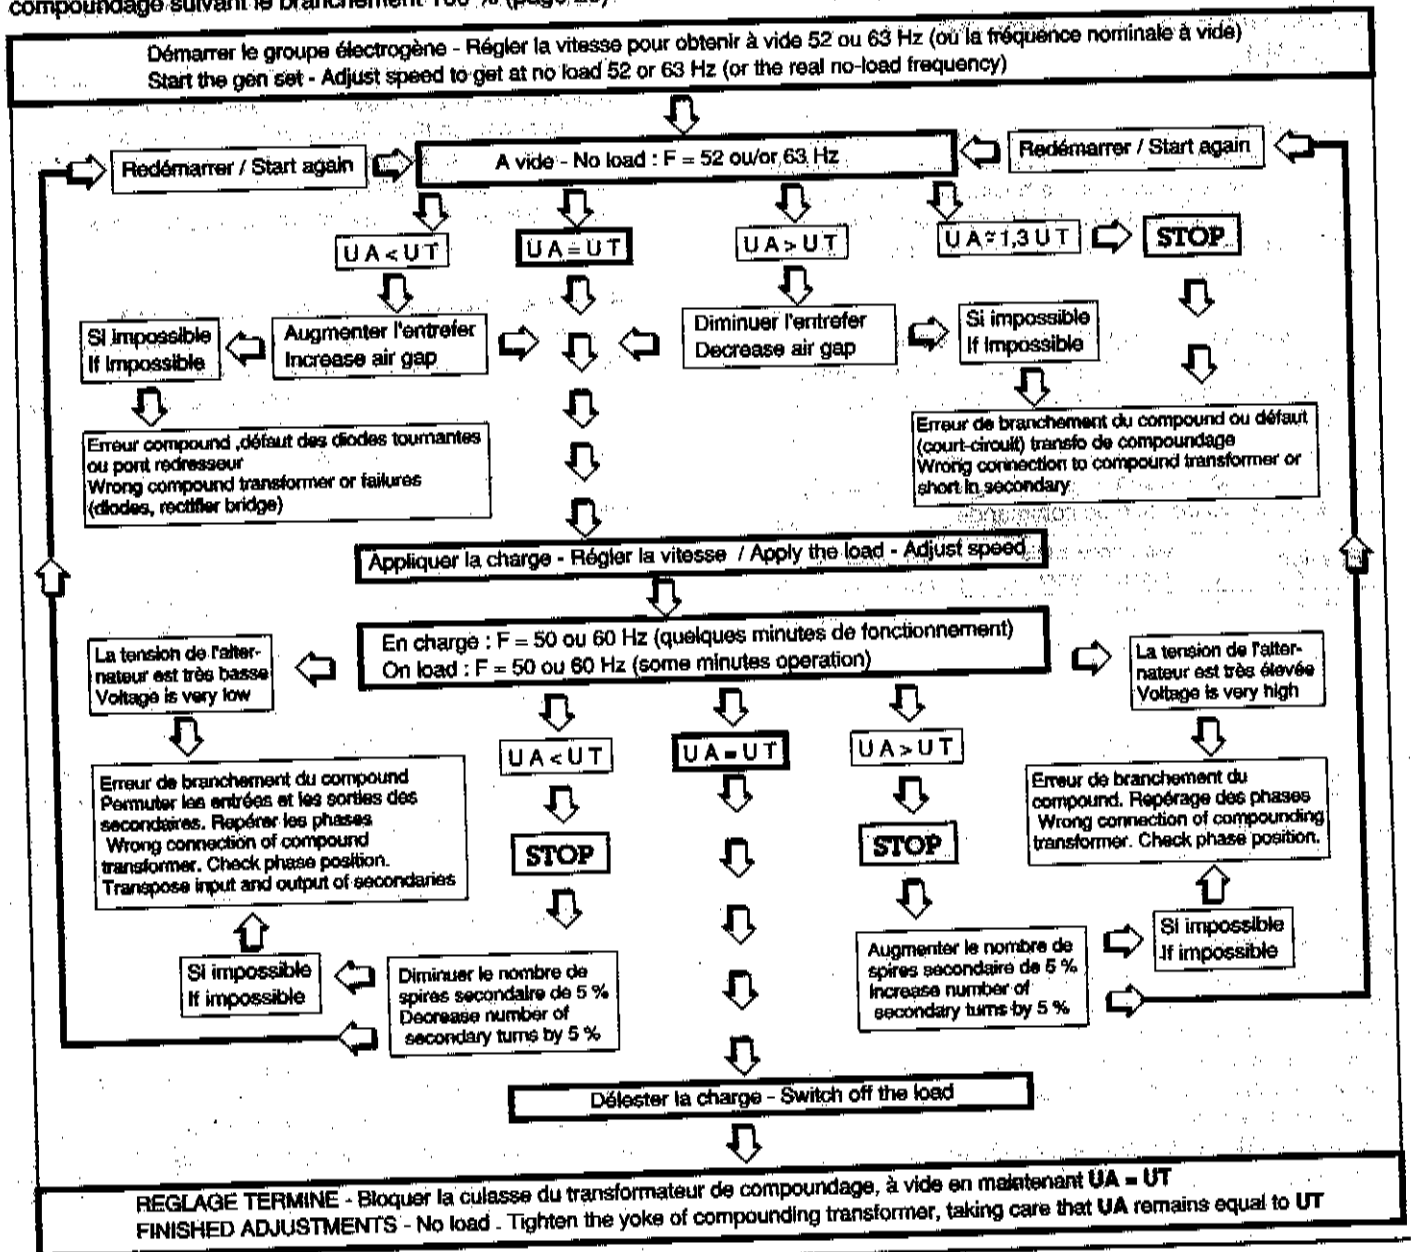 compoundage suivant le branchement 100 % (page
Démarrer le groupe électrogène - Régler la vitesse pour obtenir à vide 52 ou 63 Hz (ou la fréquence nominale à vide)
Start the gen set - Adjust speed to get at no load 52 or 63 Hz (or the real no-load frequency)
Redémarrer / Start again
A vide - No load : F = 52 ou/or 63 Hz
Redémarrer / Start again
UA < UT
UA = UT
UA > UT
UA ≃ 1,3 UT
STOP
Si impossible
If Impossible
Augmenter l'entrefer
Increase air gap
Diminuer l'entrefer
Decrease air gap
Si impossible
If Impossible
Erreur compound ,défaut des diodes tournantes
ou pont redresseur
Wrong compound transformer or failures
(diodes, rectifier bridge)
Erreur de branchement du compound ou défaut
(court-circuit) transfo de compoundage
Wrong connection to compound transformer or
short in secondary
Appliquer la charge - Régler la vitesse / Apply the load - Adjust speed
En charge : F = 50 ou 60 Hz (quelques minutes de fonctionnement)
On load : F = 50 ou 60 Hz (some minutes operation)
La tension de l'alter-
nateur est très basse
Voltage is very low
La tension de l'alter-
nateur est très élevée
Voltage is very high
UA < UT
UA = UT
UA > UT
Erreur de branchement du compound
Permuter les entrées et les sorties des
secondaires. Repérer les phases
Wrong connection of compound
transformer. Check phase position.
Transpose input and output of secondaries
STOP
STOP
Erreur de branchement du
compound. Repérage des phases
Wrong connection of compounding
transformer. Check phase position.
Si impossible
If impossible
Diminuer le nombre de
spires secondaire de 5 %
Decrease number of
secondary turns by 5 %
Augmenter le nombre de
spires secondaire de 5 %
Increase number of
secondary turns by 5 %
Si impossible
If impossible
Délester la charge - Switch off the load
REGLAGE TERMINE - Bloquer la culasse du transformateur de compoundage, à vide en maintenant UA = UT
FINISHED ADJUSTMENTS - No load . Tighten the yoke of compounding transformer, taking care that UA remains equal to UT